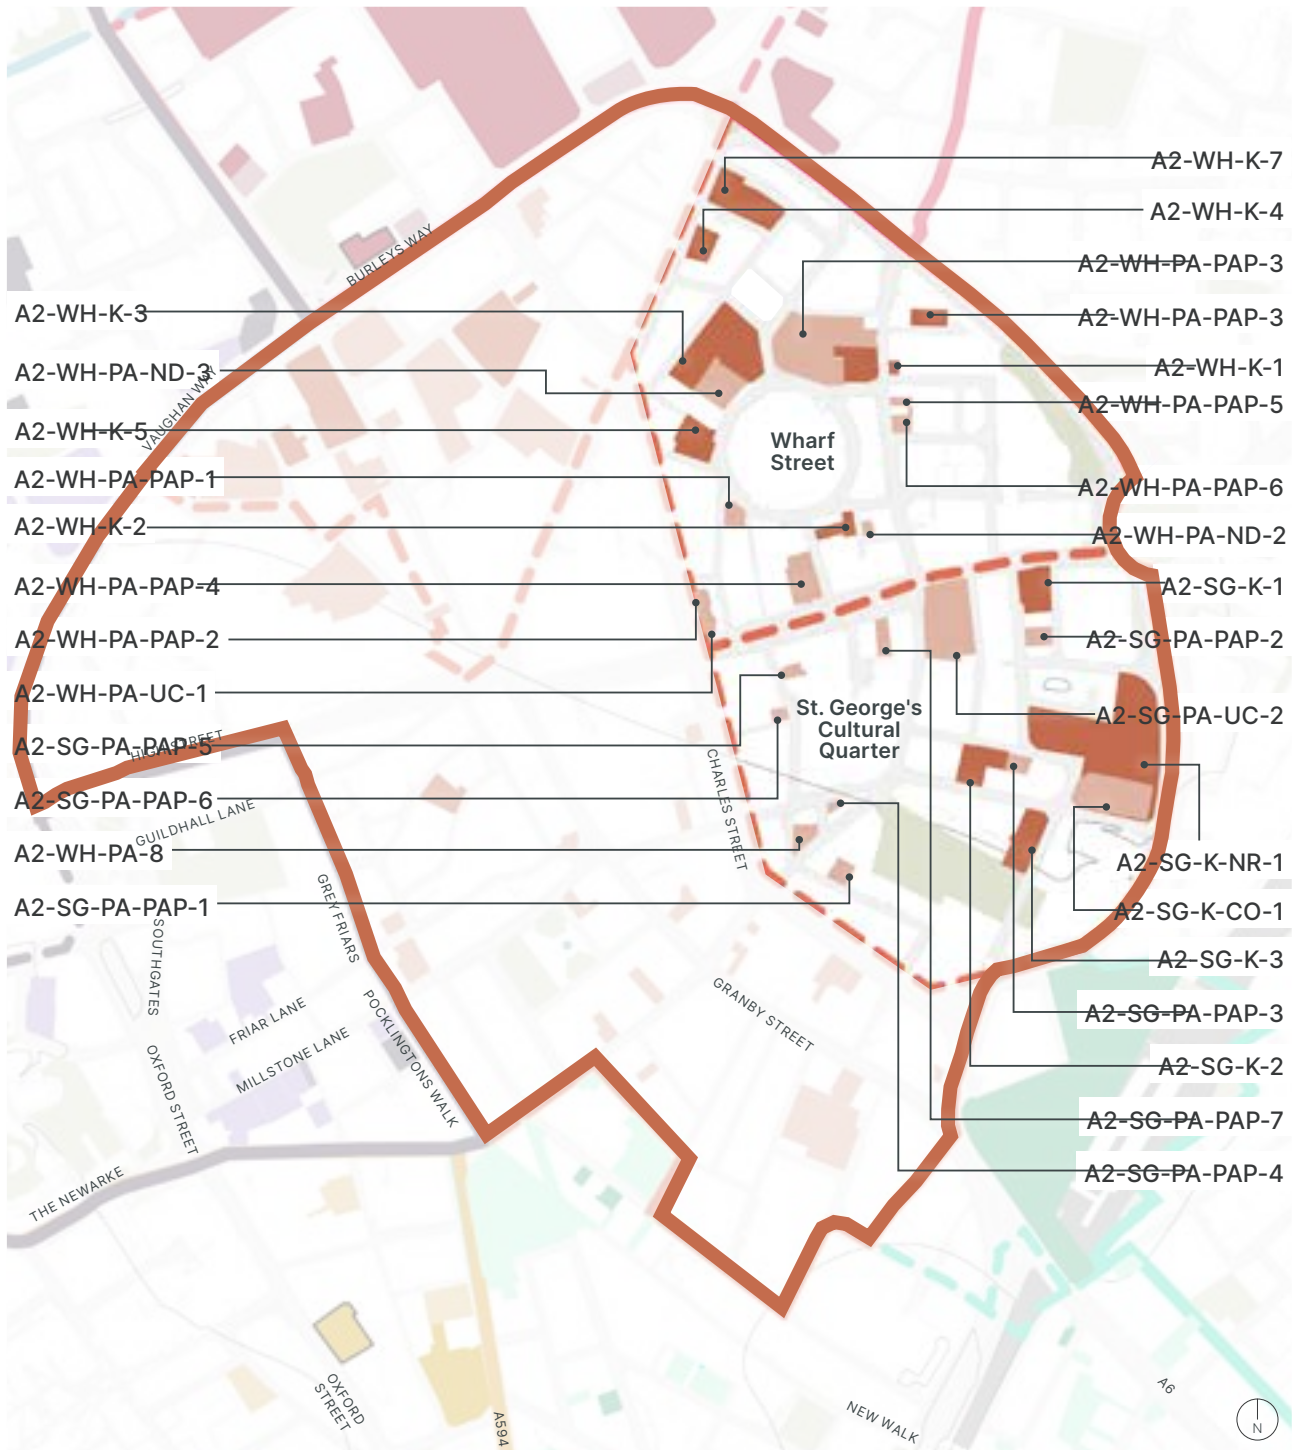 A2-WH-K-7
A2-WH-K-4
A2-WH-PA-PAP-3
A2-WH-PA-PAP-3
A2-WH-K-1
A2-WH-PA-PAP-5
A2-WH-PA-PAP-6
A2-WH-PA-ND-2
A2-SG-K-1
A2-SG-PA-PAP-2
A2-SG-PA-UC-2
A2-SG-K-NR-1
A2-SG-K-CO-1
A2-SG-K-3
A2-SG-PA-PAP-3
A2-SG-K-2
A2-SG-PA-PAP-7
A2-SG-PA-PAP-4
A2-WH-K-3
A2-WH-PA-ND-3
A2-WH-K-5
A2-WH-PA-PAP-1
A2-WH-K-2
A2-WH-PA-PAP-4
A2-WH-PA-PAP-2
A2-WH-PA-UC-1
A2-SG-PA-PAP-5
A2-SG-PA-PAP-6
A2-WH-PA-8
A2-SG-PA-PAP-1
Wharf
Street
St. George's
Cultural
Quarter
BURLEYS WAY
VAUGHAN WAY
HIGH STREET
GUILDHALL LANE
CHARLES STREET
GREY FRIARS
SOUTHGATES
FRIAR LANE
MILLSTONE LANE
POCKLINGTONS WALK
OXFORD STREET
THE NEWARKE
GRANBY STREET
OXFORD
STREET
A594
NEW WALK
A6
N